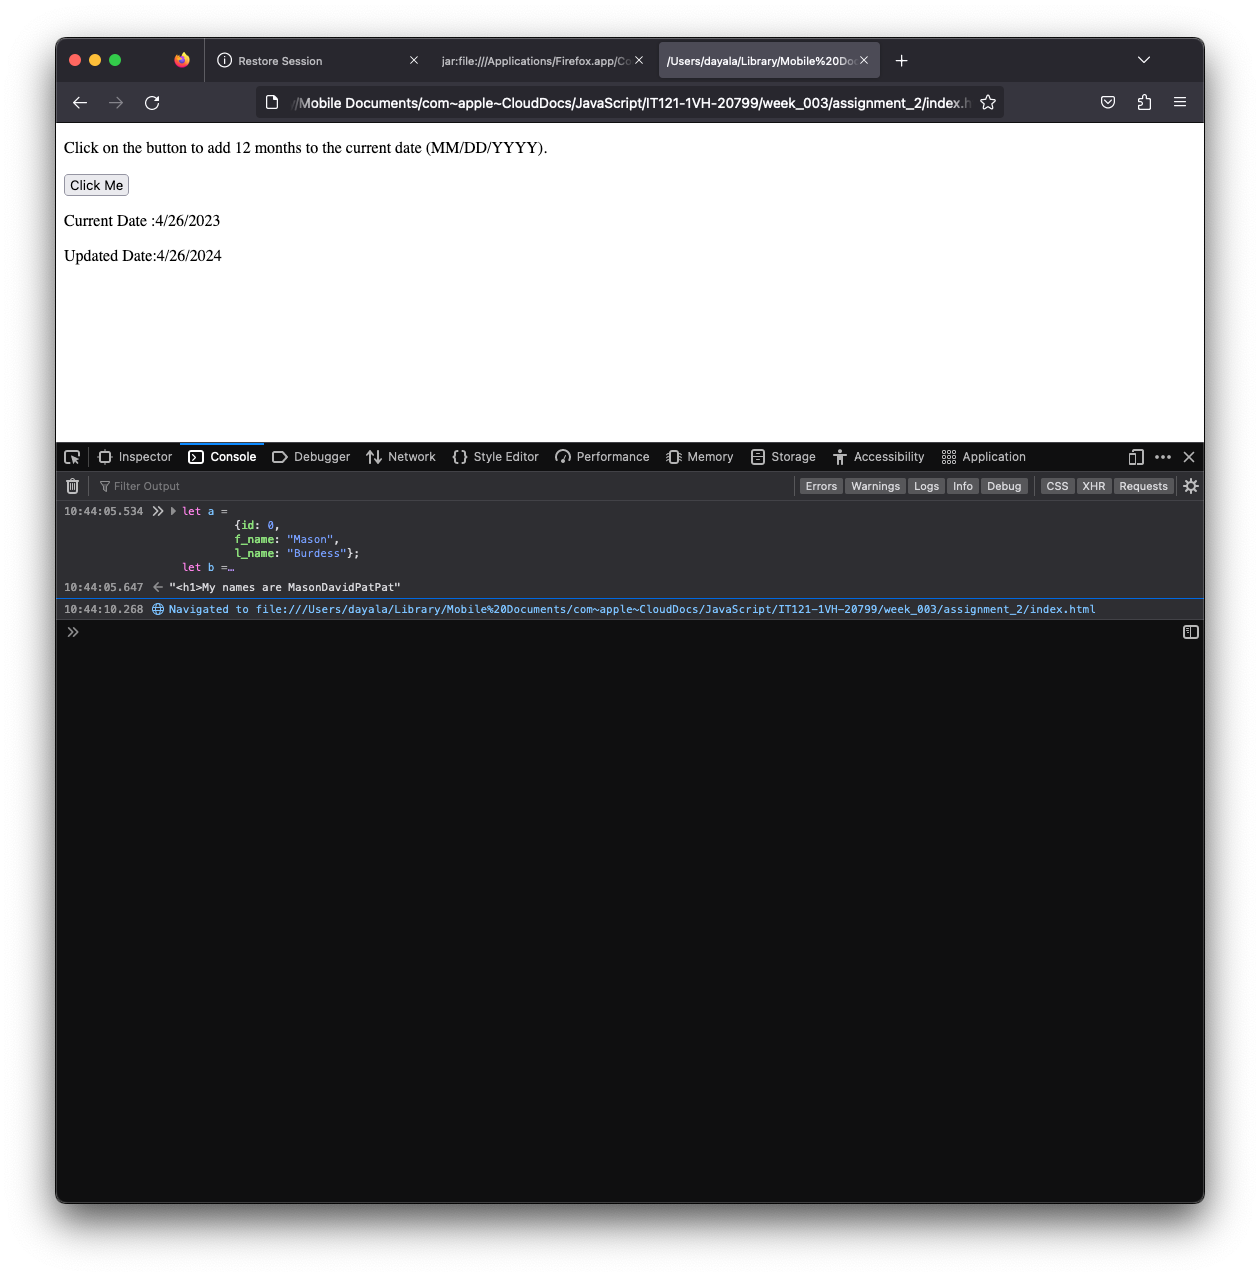 Restore Session
jar:file:///Applications/Firefox.app/Co
/Users/dayala/Library/Mobile%20Do
/Mobile Documents/com~apple~CloudDocs/JavaScript/IT121-1VH-20799/week_003/assignment_2/index.h
Click on the button to add 12 months to the current date (MM/DD/YYYY).
Click Me
Current Date :4/26/2023
Updated Date:4/26/2024
Inspector Console Debugger Network {} Style Editor Performance Memory Storage Accessibility Application
Filter Output Errors Warnings Logs Info Debug CSS XHR Requests
10:44:05.534 let a =
{id: 0,
f_name: "Mason",
l_name: "Burdess"};
let b =…
10:44:05.647 "<h1>My names are MasonDavidPatPat"
10:44:10.268 Navigated to file:///Users/dayala/Library/Mobile%20Documents/com~apple~CloudDocs/JavaScript/IT121-1VH-20799/week_003/assignment_2/index.html